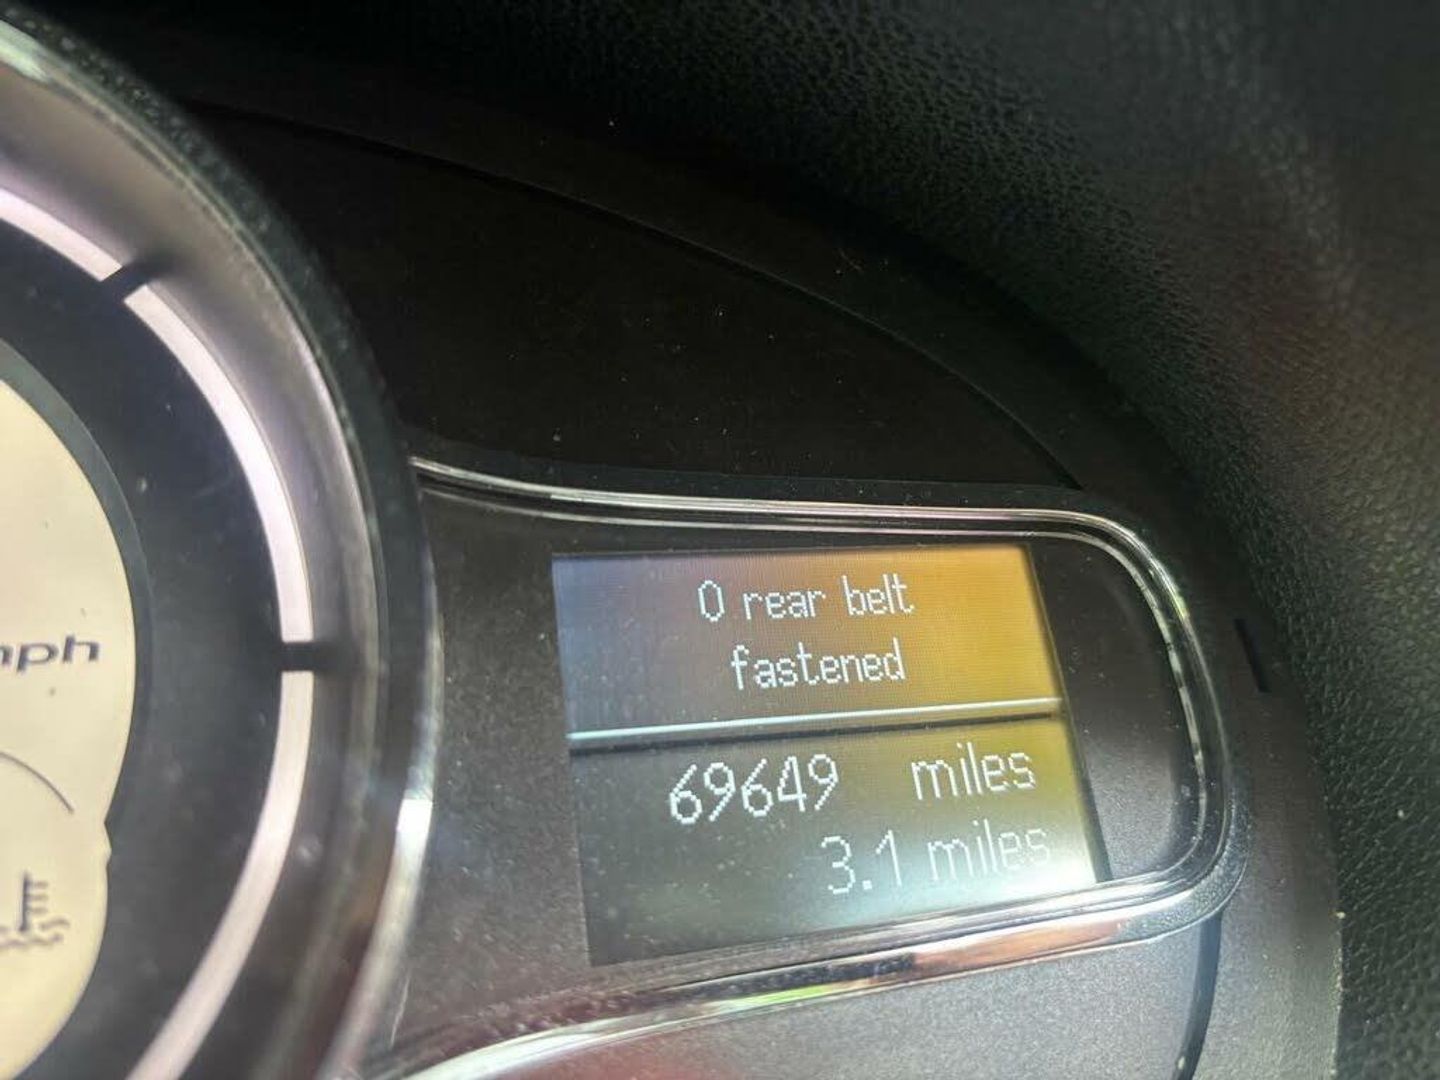 0 rear belt
fastened
69649 miles
3.1 miles
mph